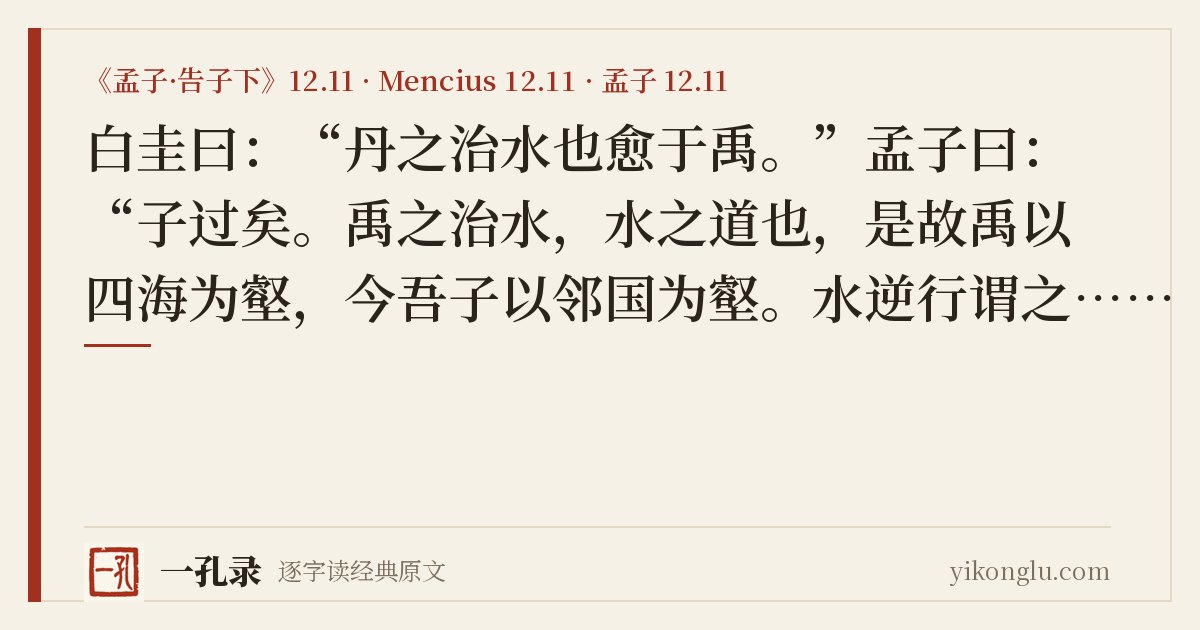 《孟子·告子下》12.11 · Mencius 12.11 · 孟子 12.11
白圭曰：“丹之治水也愈于禹。”孟子曰：
“子过矣。禹之治水，水之道也，是故禹以
四海为壑，今吾子以邻国为壑。水逆行谓之……
一孔
一孔录 逐字读经典原文
yikonglu.com